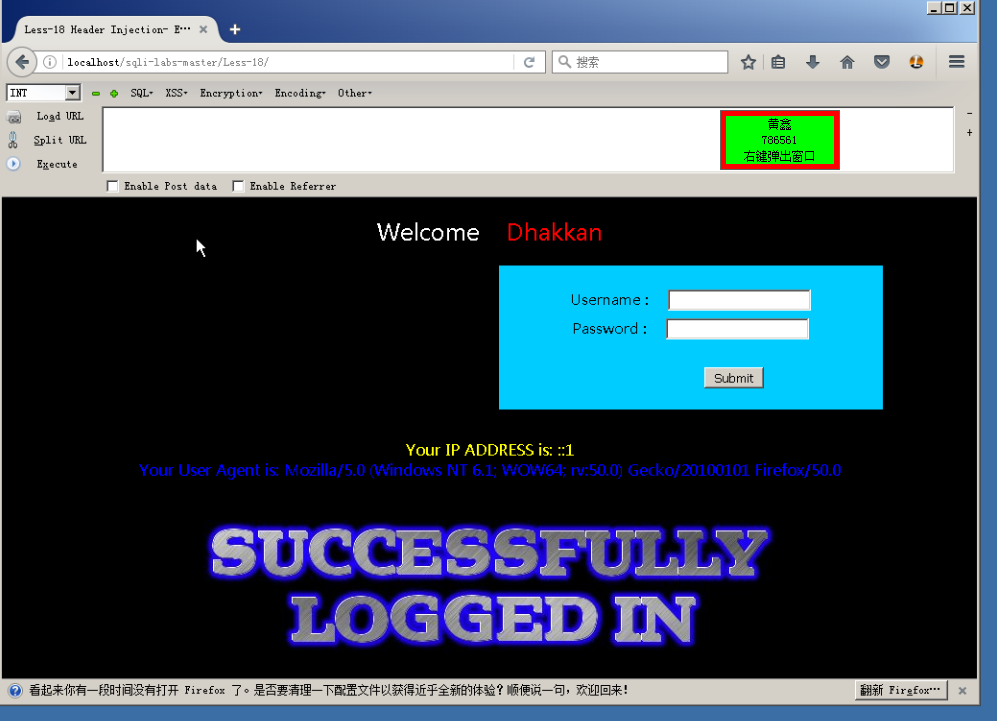 Less-18 Header Injection- E···
localhost/sqli-labs-master/Less-18/
搜索
INT
SQL- XSS- Encryption- Encoding- Other-
Load URL
Split URL
Execute
黄鑫
786561
右键弹出窗口
Enable Post data Enable Referrer
Welcome Dhakkan
Username :
Password :
Submit
Your IP ADDRESS is: ::1
Your User Agent is: Mozilla/5.0 (Windows NT 6.1; WOW64; rv:50.0) Gecko/20100101 Firefox/50.0
SUCCESSFULLY
LOGGED IN
看起来你有一段时间没有打开 Firefox 了。是否要清理一下配置文件以获得近乎全新的体验？顺便说一句，欢迎回来！
翻新 Firefox···